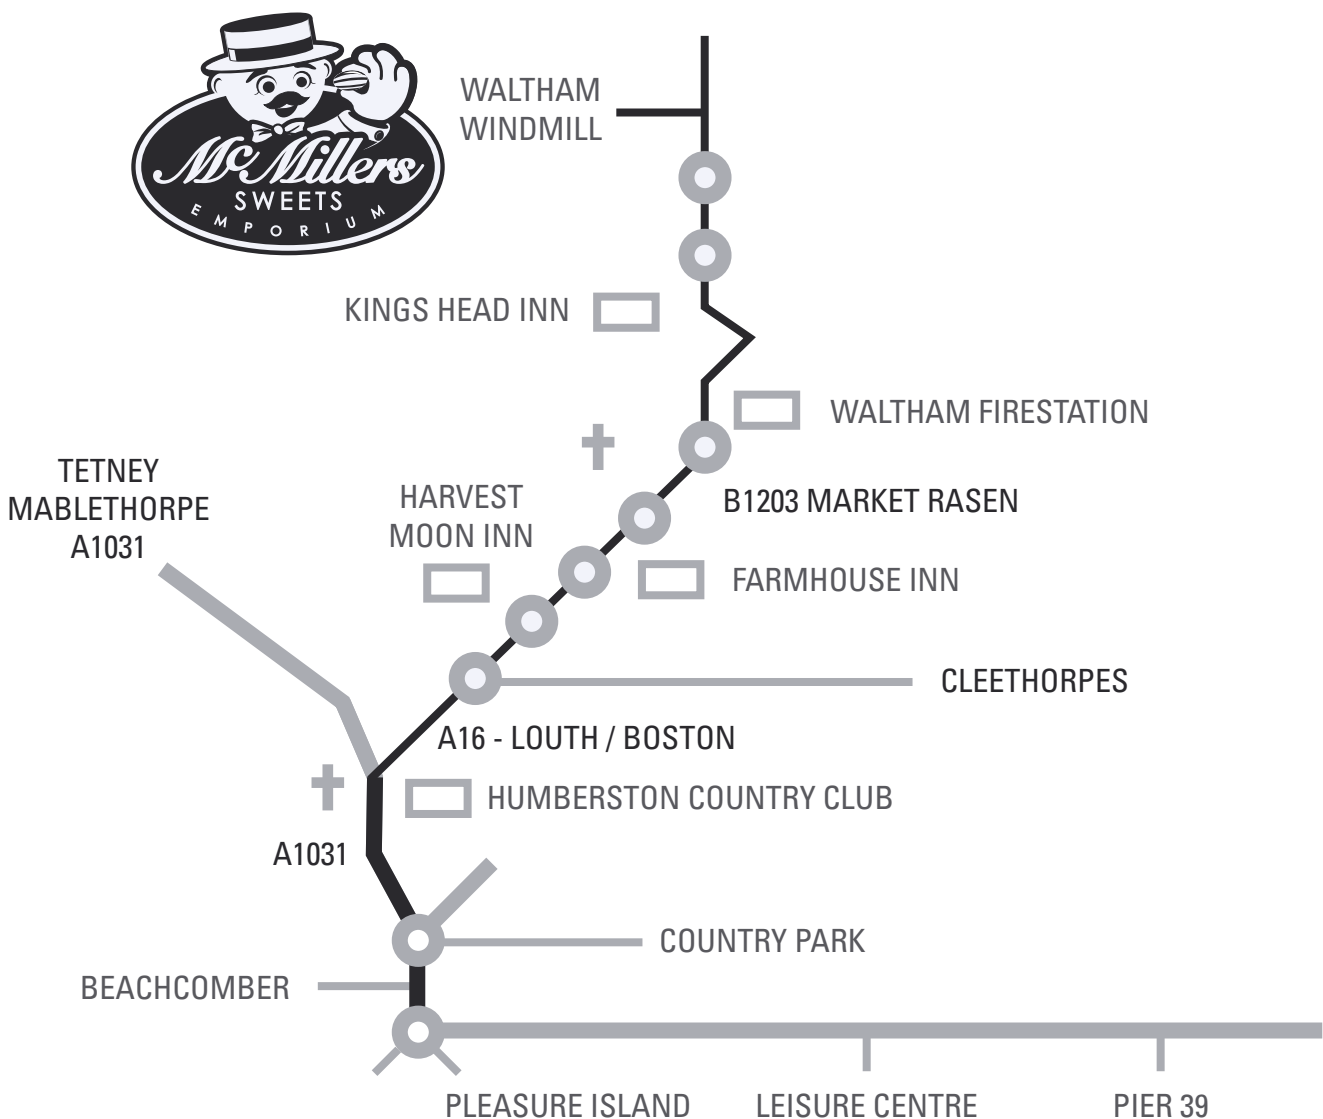 McMillers
SWEETS
EMPORIUM
WALTHAM
WINDMILL
KINGS HEAD INN
WALTHAM FIRESTATION
TETNEY
MABLETHORPE
A1031
HARVEST
MOON INN
B1203 MARKET RASEN
FARMHOUSE INN
CLEETHORPES
A16 - LOUTH / BOSTON
HUMBERSTON COUNTRY CLUB
A1031
COUNTRY PARK
BEACHCOMBER
PLEASURE ISLAND
LEISURE CENTRE
PIER 39